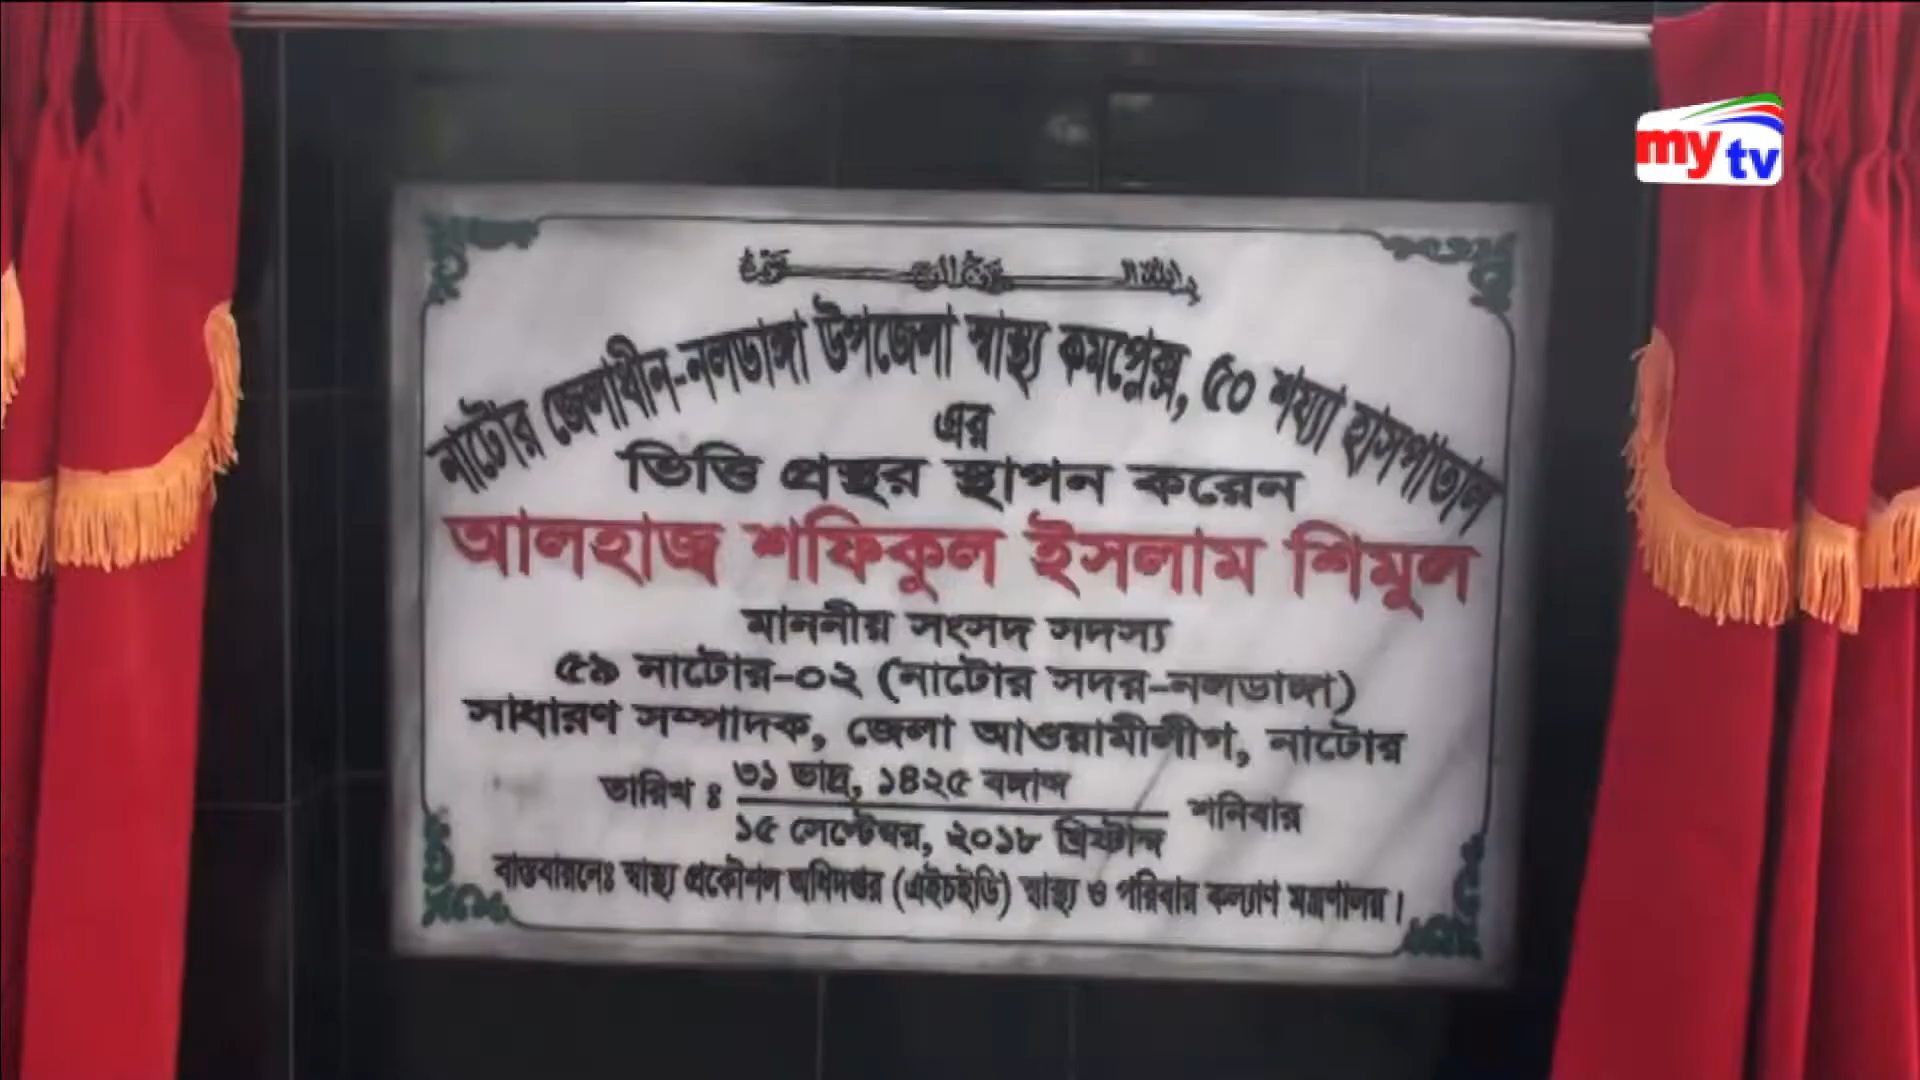 my tv
নাটোর জেলাধীন-নলডাঙ্গা উপজেলা স্বাস্থ্য কমপ্লেক্স, ৫০ শয্যা হাসপাতাল
এর
ভিত্তি প্রস্থর স্থাপন করেন
আলহাজ্ব শফিকুল ইসলাম শিমুল
মাননীয় সংসদ সদস্য
৫৯ নাটোর-০২ (নাটোর সদর-নলডাঙ্গা)
সাধারণ সম্পাদক, জেলা আওয়ামীলীগ, নাটোর
তারিখ ঃ ৩১ ভাদ্র, ১৪২৫ বঙ্গাব্দ শনিবার
১৫ সেপ্টেম্বর, ২০১৮ খ্রিস্টাব্দ
বাস্তবায়নেঃ স্বাস্থ্য প্রকৌশল অধিদপ্তর (এইচইডি) স্বাস্থ্য ও পরিবার কল্যাণ মন্ত্রণালয়।